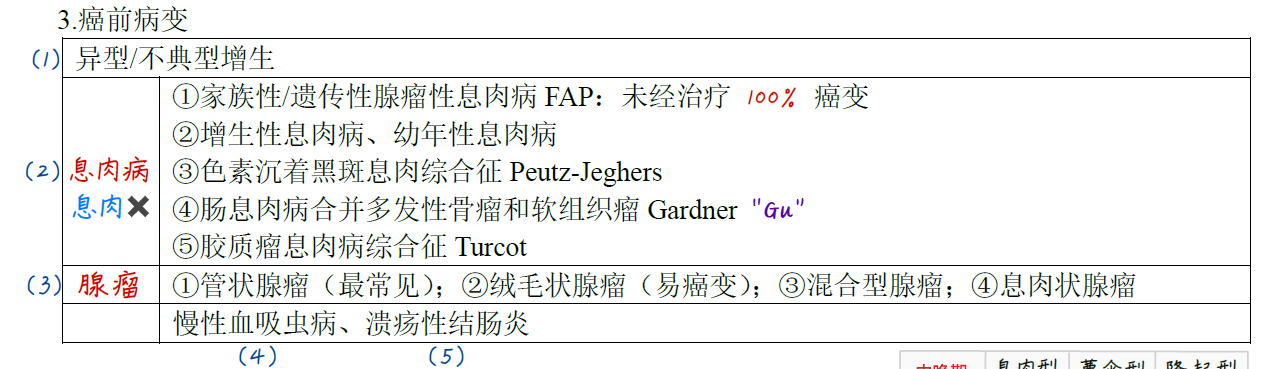 3.癌前病变
(1) 异型/不典型增生
①家族性/遗传性腺瘤性息肉病 FAP：未经治疗 100% 癌变
②增生性息肉病、幼年性息肉病
(2) 息肉病 ③色素沉着黑斑息肉综合征 Peutz-Jeghers
息肉✖ ④肠息肉病合并多发性骨瘤和软组织瘤 Gardner "Gu"
⑤胶质瘤息肉病综合征 Turcot
(3) 腺瘤 ①管状腺瘤（最常见）；②绒毛状腺瘤（易癌变）；③混合型腺瘤；④息肉状腺瘤
慢性血吸虫病、溃疡性结肠炎
(4) (5)
息肉型 蕈伞型 隆起型